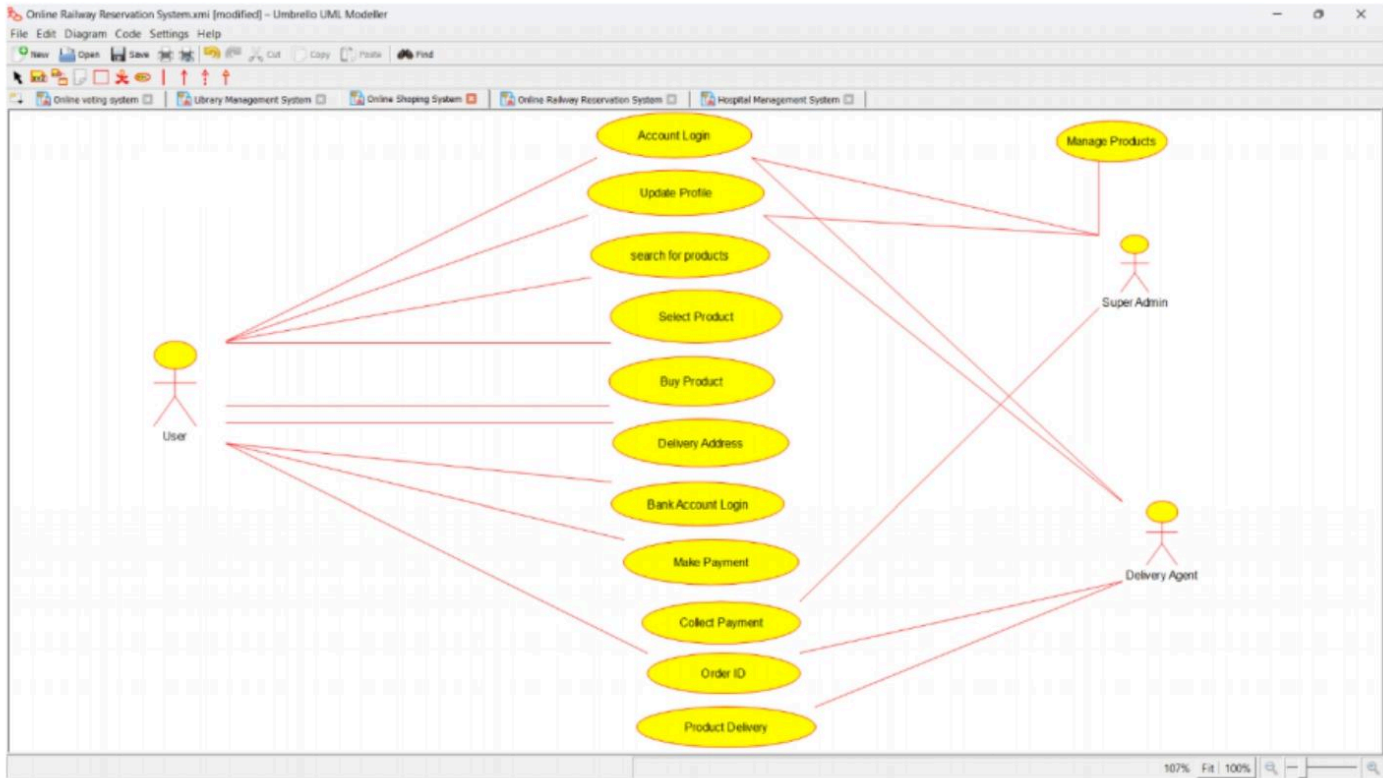 Online Railway Reservation System.xmi [modified] – Umbrello UML Modeller
File Edit Diagram Code Settings Help
New Open Save Cut Copy Paste Find
Online voting system Library Management System Online Shoping System Online Railway Reservation System Hospital Management System
Account Login
Manage Products
Update Profile
search for products
Super Admin
Select Product
Buy Product
User
Delivery Address
Bank Account Login
Make Payment
Delivery Agent
Collect Payment
Order ID
Product Delivery
107% Fit 100%